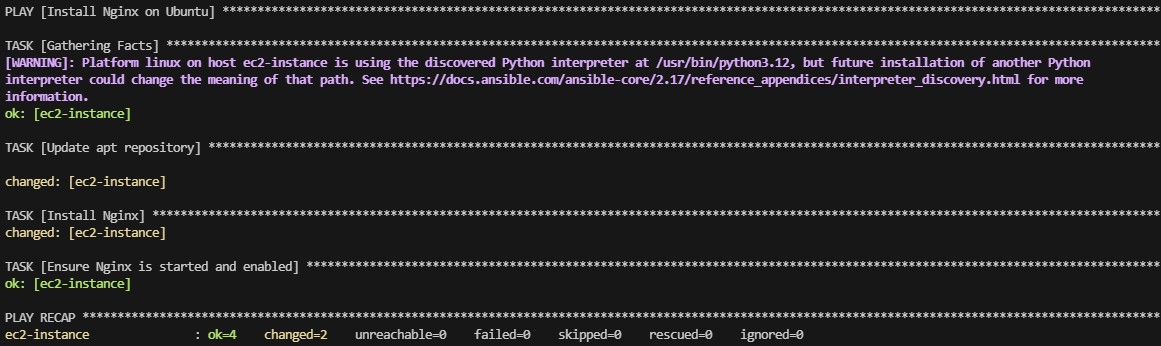 PLAY [Install Nginx on Ubuntu] ****************************************************************************************************************************************
TASK [Gathering Facts] ************************************************************************************************************************************************
[WARNING]: Platform linux on host ec2-instance is using the discovered Python interpreter at /usr/bin/python3.12, but future installation of another Python
interpreter could change the meaning of that path. See https://docs.ansible.com/ansible-core/2.17/reference_appendices/interpreter_discovery.html for more
information.
ok: [ec2-instance]
TASK [Update apt repository] ******************************************************************************************************************************************
changed: [ec2-instance]
TASK [Install Nginx] **************************************************************************************************************************************************
changed: [ec2-instance]
TASK [Ensure Nginx is started and enabled] ****************************************************************************************************************************
ok: [ec2-instance]
PLAY RECAP ************************************************************************************************************************************************************
ec2-instance               : ok=4    changed=2    unreachable=0    failed=0    skipped=0    rescued=0    ignored=0